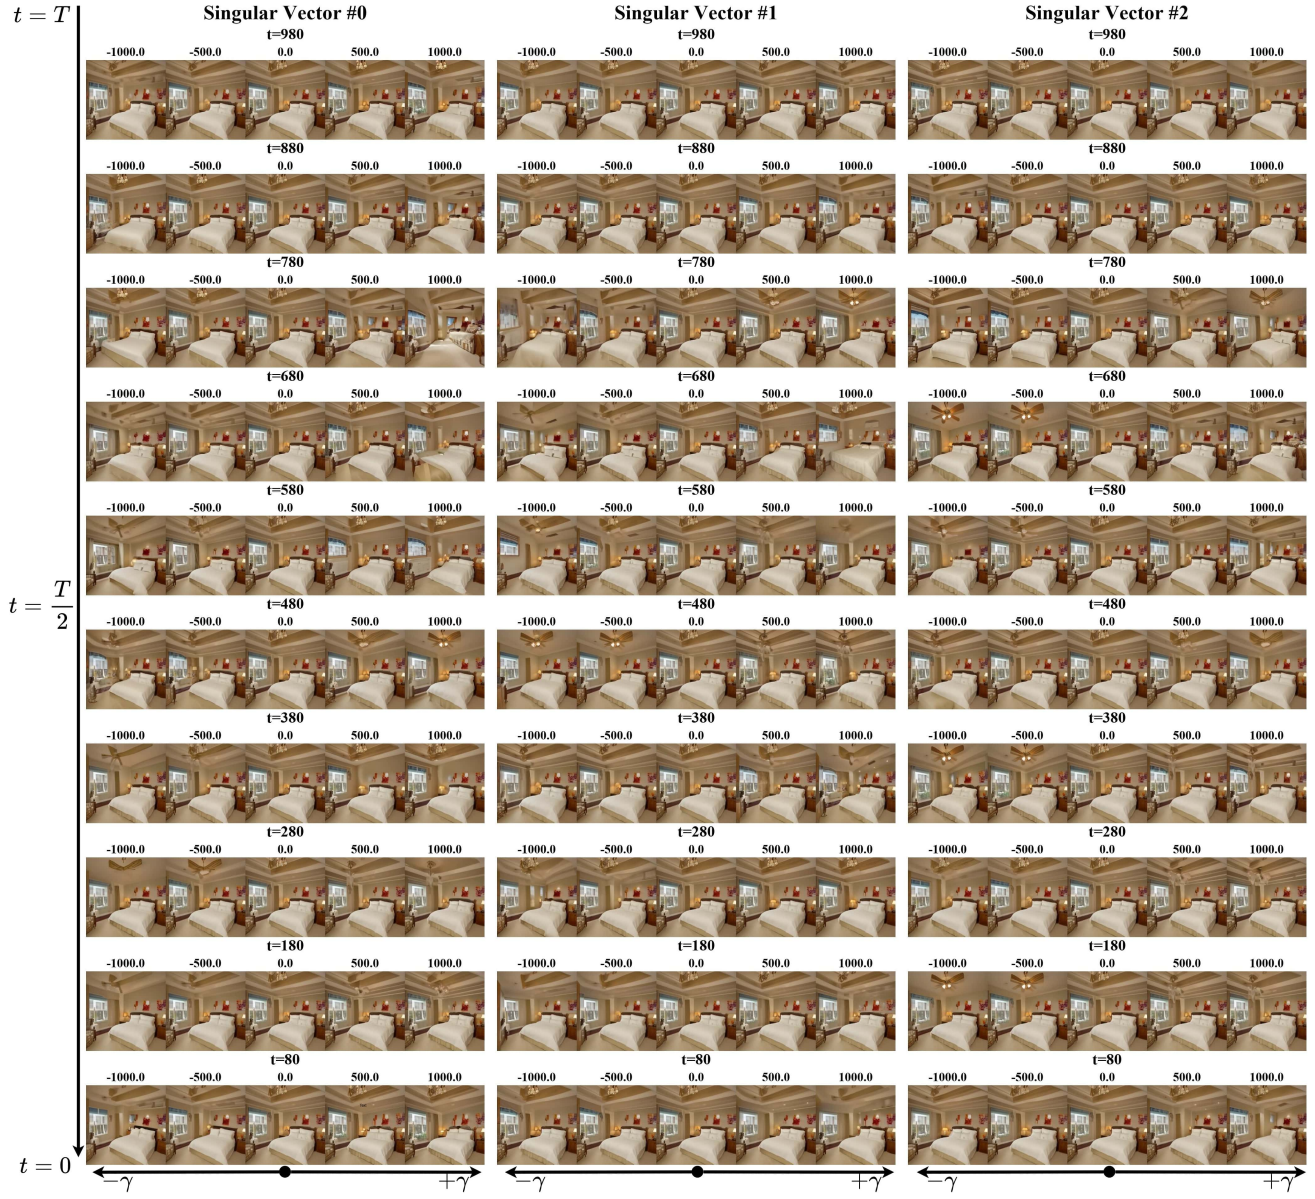 t = T
Singular Vector #0 Singular Vector #1 Singular Vector #2
t=980 t=980 t=980
-1000.0 -500.0 0.0 500.0 1000.0 -1000.0 -500.0 0.0 500.0 1000.0 -1000.0 -500.0 0.0 500.0 1000.0
t=880 t=880 t=880
-1000.0 -500.0 0.0 500.0 1000.0 -1000.0 -500.0 0.0 500.0 1000.0 -1000.0 -500.0 0.0 500.0 1000.0
t=780 t=780 t=780
-1000.0 -500.0 0.0 500.0 1000.0 -1000.0 -500.0 0.0 500.0 1000.0 -1000.0 -500.0 0.0 500.0 1000.0
t=680 t=680 t=680
-1000.0 -500.0 0.0 500.0 1000.0 -1000.0 -500.0 0.0 500.0 1000.0 -1000.0 -500.0 0.0 500.0 1000.0
t=580 t=580 t=580
-1000.0 -500.0 0.0 500.0 1000.0 -1000.0 -500.0 0.0 500.0 1000.0 -1000.0 -500.0 0.0 500.0 1000.0
t = T/2
t=480 t=480 t=480
-1000.0 -500.0 0.0 500.0 1000.0 -1000.0 -500.0 0.0 500.0 1000.0 -1000.0 -500.0 0.0 500.0 1000.0
t=380 t=380 t=380
-1000.0 -500.0 0.0 500.0 1000.0 -1000.0 -500.0 0.0 500.0 1000.0 -1000.0 -500.0 0.0 500.0 1000.0
t=280 t=280 t=280
-1000.0 -500.0 0.0 500.0 1000.0 -1000.0 -500.0 0.0 500.0 1000.0 -1000.0 -500.0 0.0 500.0 1000.0
t=180 t=180 t=180
-1000.0 -500.0 0.0 500.0 1000.0 -1000.0 -500.0 0.0 500.0 1000.0 -1000.0 -500.0 0.0 500.0 1000.0
t=80 t=80 t=80
-1000.0 -500.0 0.0 500.0 1000.0 -1000.0 -500.0 0.0 500.0 1000.0 -1000.0 -500.0 0.0 500.0 1000.0
t = 0
−γ +γ −γ +γ −γ +γ